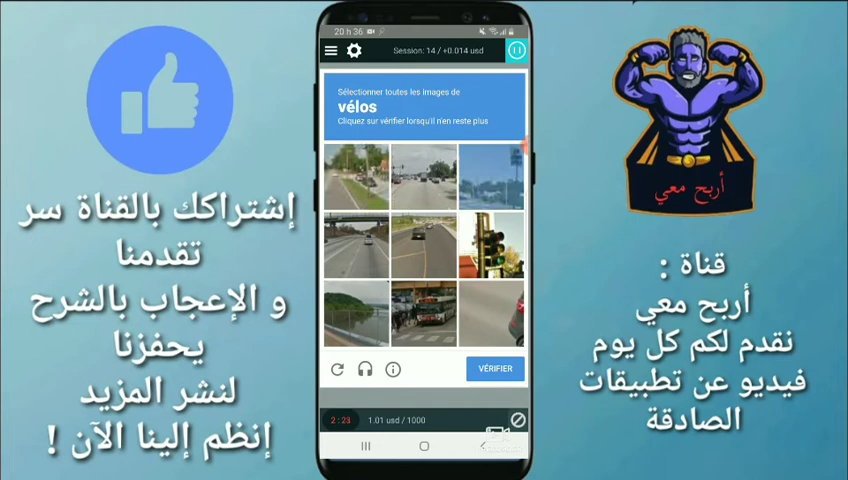 إشتراكك بالقناة سر
تقدمنا
و الإعجاب بالشرح
يحفزنا
لنشر المزيد
إنظم إلينا الآن !
20 h 36
Session: 14 / +0.014 usd
Sélectionner toutes les images de
vélos
Cliquez sur vérifier lorsqu'il n'en reste plus
VÉRIFIER
2 : 23
1.01 usd / 1000
أربح معي
قناة :
أربح معي
نقدم لكم كل يوم
فيديو عن تطبيقات
الصادقة